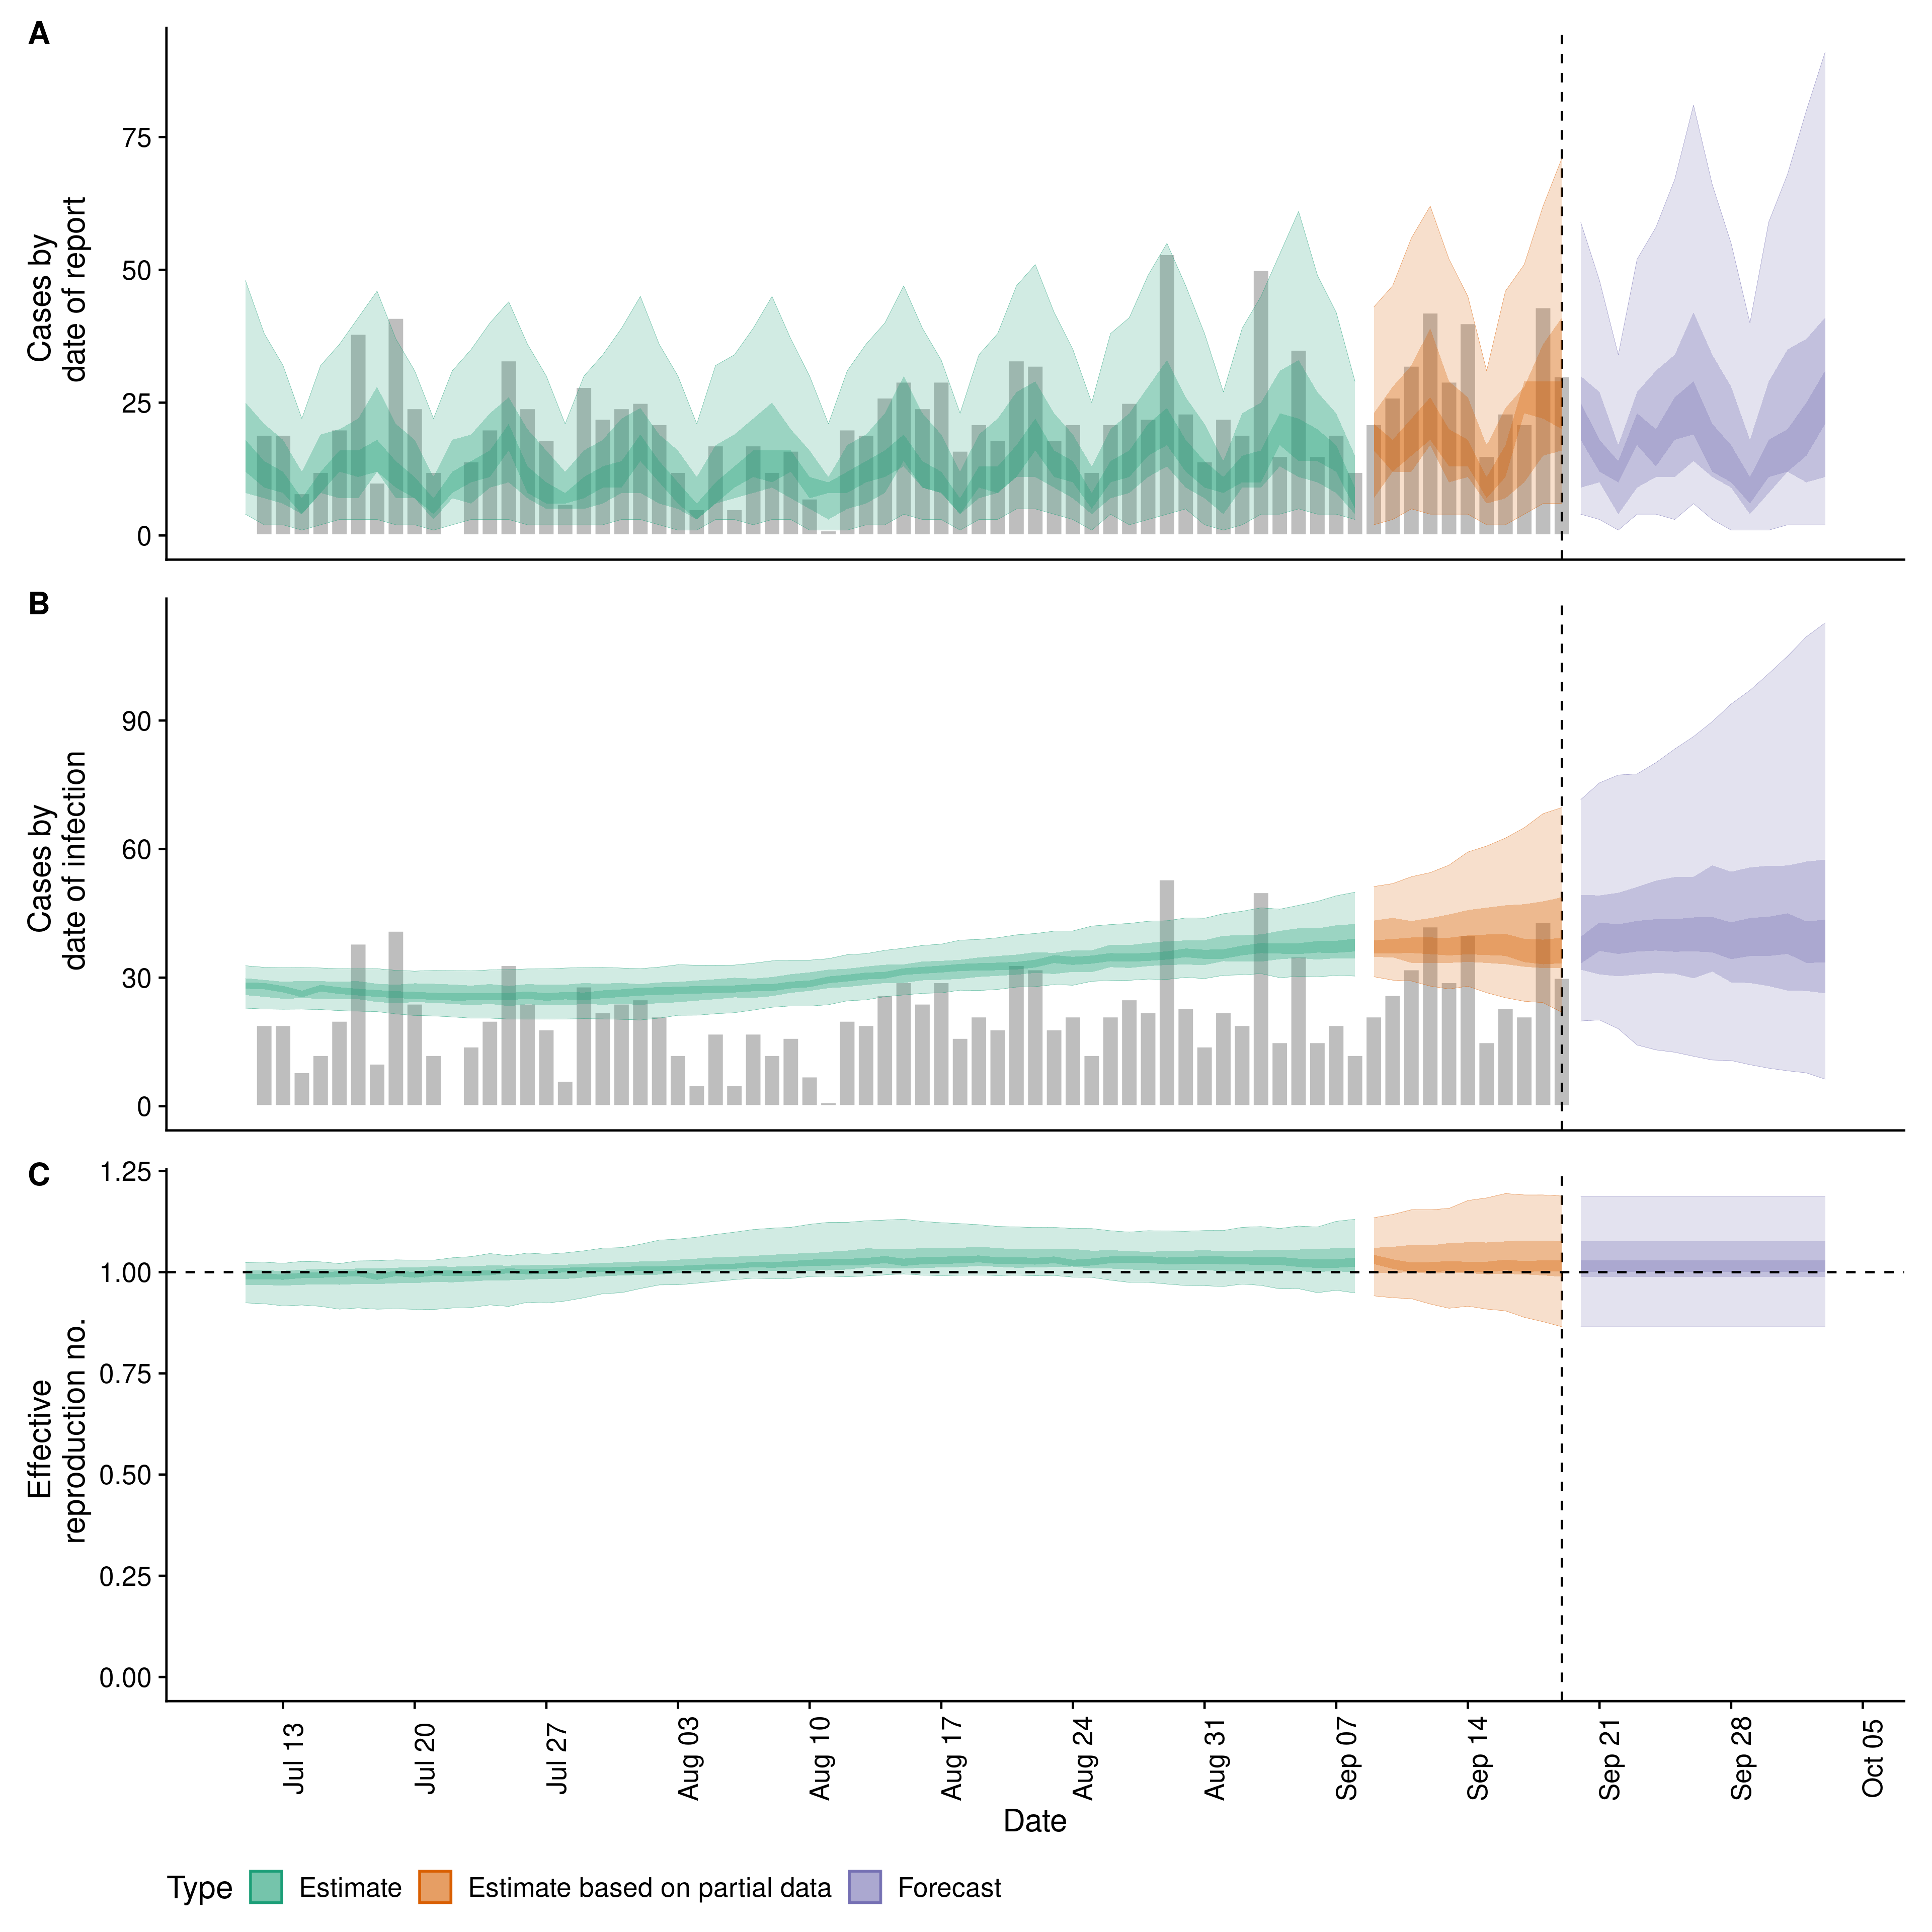 A
Cases by
date of report
75
50
25
0
B
Cases by
date of infection
90
60
30
0
C
Effective
reproduction no.
1.25
1.00
0.75
0.50
0.25
0.00
Jul 13
Jul 20
Jul 27
Aug 03
Aug 10
Aug 17
Aug 24
Aug 31
Sep 07
Sep 14
Sep 21
Sep 28
Oct 05
Date
Type Estimate Estimate based on partial data Forecast